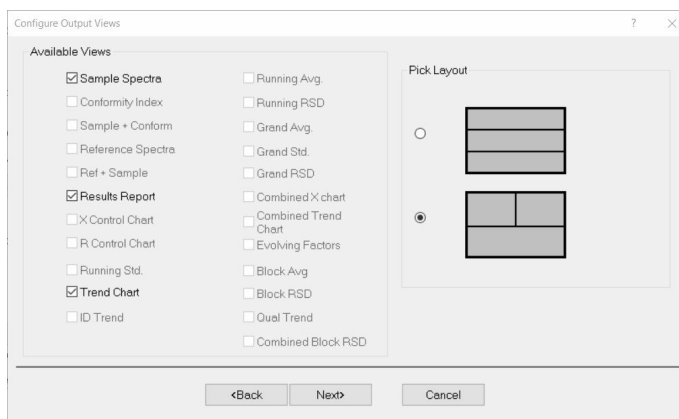 Configure Output Views
?
Available Views
Sample Spectra
Conformity Index
Sample + Conform
Reference Spectra
Ref + Sample
Results Report
X Control Chart
R Control Chart
Running Std.
Trend Chart
ID Trend
Running Avg.
Running RSD
Grand Avg.
Grand Std.
Grand RSD
Combined X chart
Combined Trend
Chart
Evolving Factors
Block Avg
Block RSD
Qual Trend
Combined Block RSD
Pick Layout
<Back
Next>
Cancel